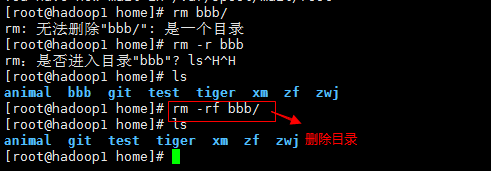 [root@hadoop1 home]# rm bbb/
rm: 无法删除"bbb/": 是一个目录
[root@hadoop1 home]# rm -r bbb
rm：是否进入目录"bbb"? ls^H^H
[root@hadoop1 home]# ls
animal bbb git test tiger xm zf zwj
[root@hadoop1 home]# rm -rf bbb/
[root@hadoop1 home]# ls
animal git test tiger xm zf zwj 删除目录
[root@hadoop1 home]#